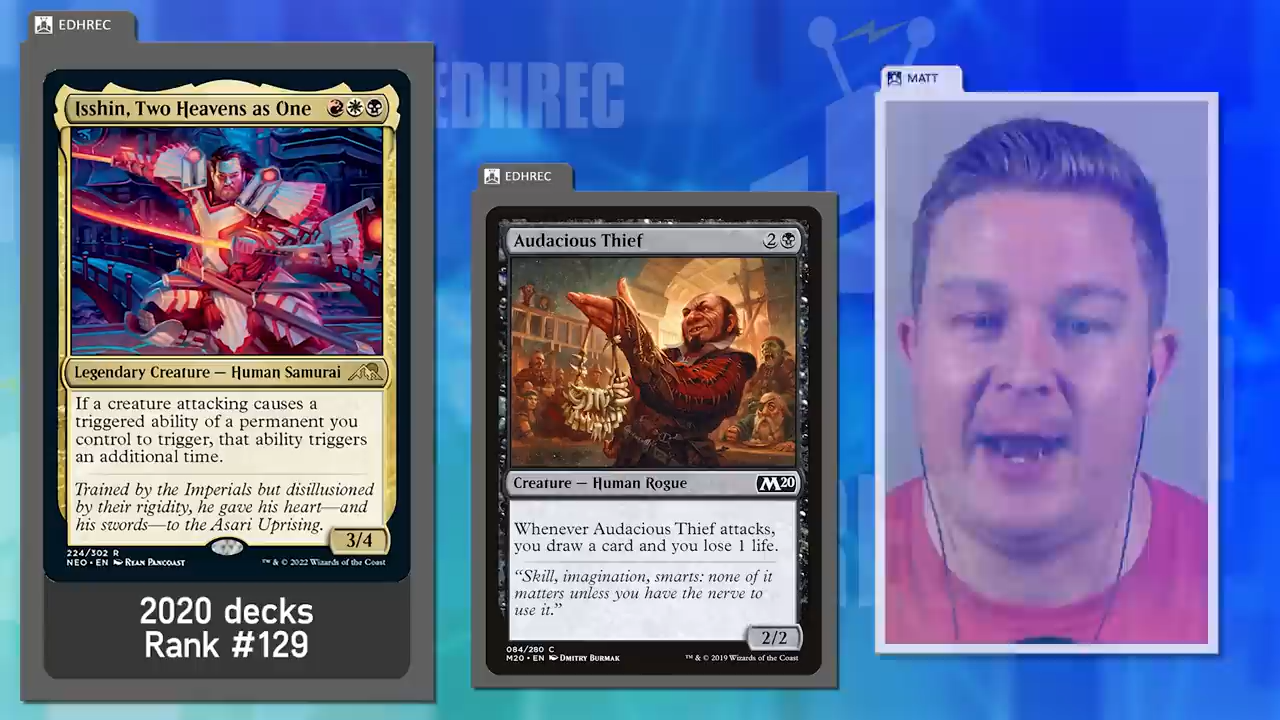 EDHREC
Isshin, Two Heavens as One
Legendary Creature — Human Samurai
If a creature attacking causes a
triggered ability of a permanent you
control to trigger, that ability triggers
an additional time.
Trained by the Imperials but disillusioned
by their rigidity, he gave his heart—and
his swords—to the Asari Uprising.
3/4
224/302 R
NEO • EN Ryan Pancoast
™ & © 2022 Wizards of the Coast
2020 decks
Rank #129
EDHREC
EDHREC
Audacious Thief
2
Creature — Human Rogue
M20
Whenever Audacious Thief attacks,
you draw a card and you lose 1 life.
“Skill, imagination, smarts: none of it
matters unless you have the nerve to
use it.”
2/2
084/280 C
M20 • EN Dmitry Burmak
™ & © 2019 Wizards of the Coast
MATT